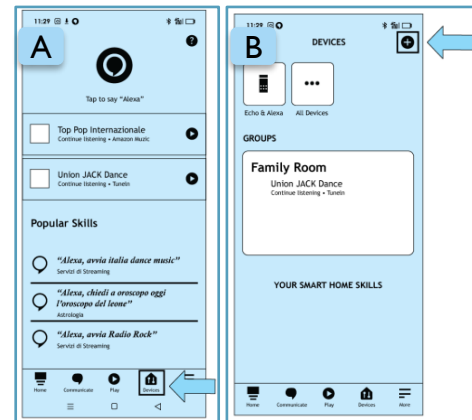 A
11:29
Tap to say "Alexa"
Top Pop Internazionale
Continue listening • Amazon Music
Union JACK Dance
Continue listening • Tunein
Popular Skills
"Alexa, avvia italia dance music"
Servizi di Streaming
"Alexa, chiedi a oroscopo oggi
l'oroscopo del leone"
Astrologia
"Alexa, avvia Radio Rock"
Servizi di Streaming
Home Communicate Play Devices
B
11:29
DEVICES
Echo & Alexa All Devices
GROUPS
Family Room
Union JACK Dance
Continue listening • Tunein
YOUR SMART HOME SKILLS
Home Communicate Play Devices More